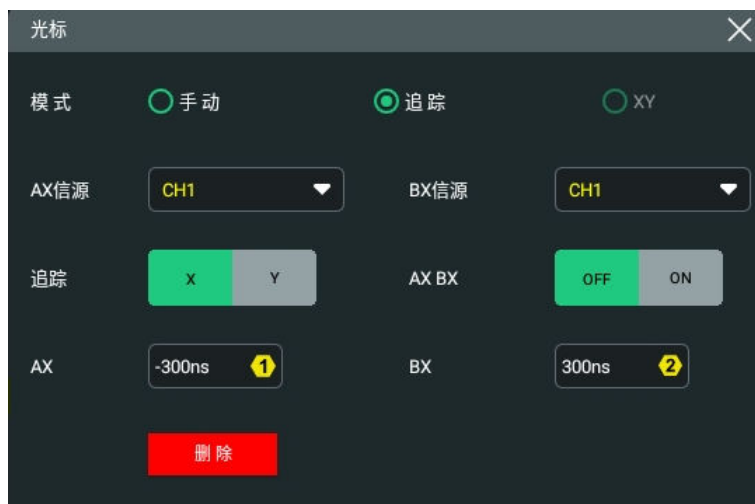 光标
模式 手动 追踪 XY
AX信源 CH1 BX信源 CH1
追踪 X Y AX BX OFF ON
AX -300ns 1 BX 300ns 2
删除